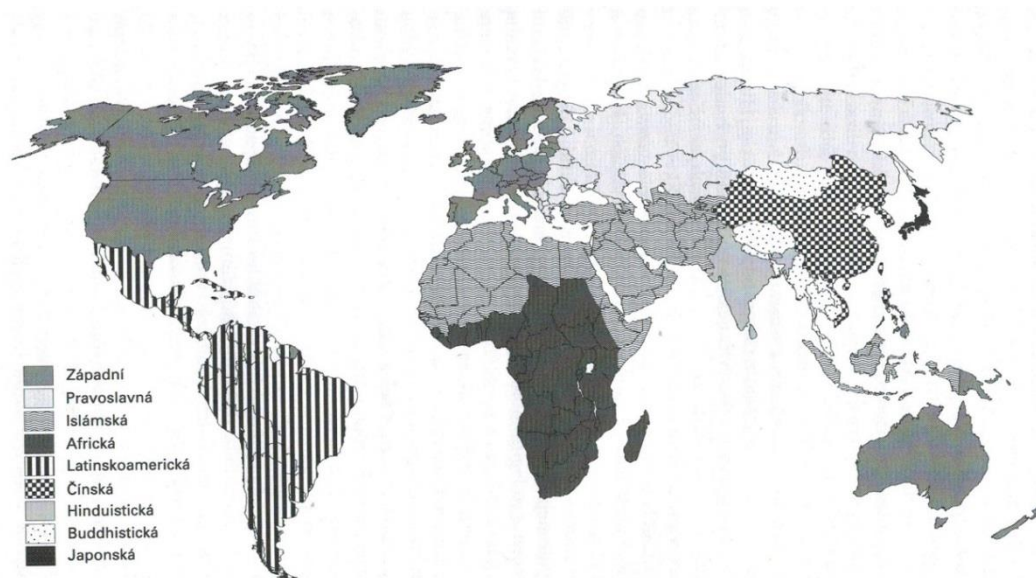 Západní
Pravoslavná
Islámská
Africká
Latinskoamerická
Čínská
Hinduistická
Buddhistická
Japonská